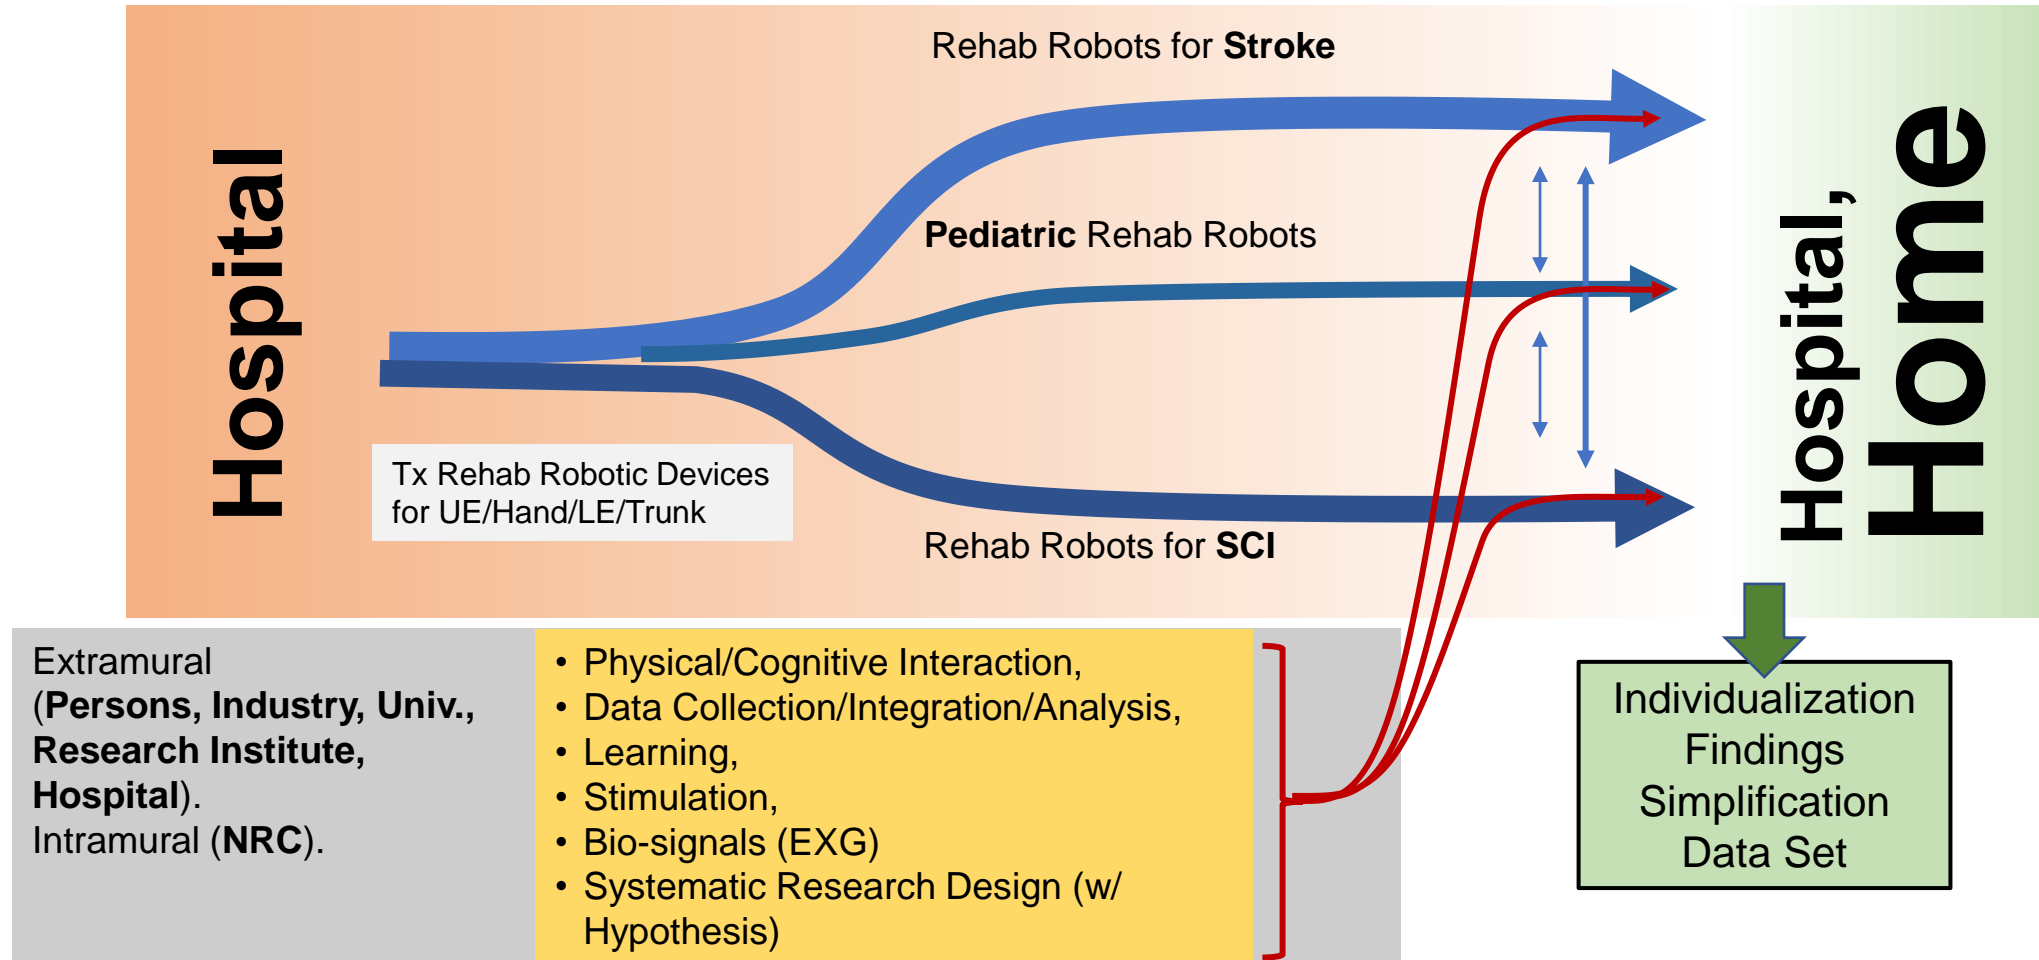 Rehab Robots for Stroke
Hospital
Pediatric Rehab Robots
Hospital,
Home
Tx Rehab Robotic Devices
for UE/Hand/LE/Trunk
Rehab Robots for SCI
Extramural
(Persons, Industry, Univ.,
Research Institute,
Hospital).
Intramural (NRC).
• Physical/Cognitive Interaction,
• Data Collection/Integration/Analysis,
• Learning,
• Stimulation,
• Bio-signals (EXG)
• Systematic Research Design (w/
Hypothesis)
Individualization
Findings
Simplification
Data Set